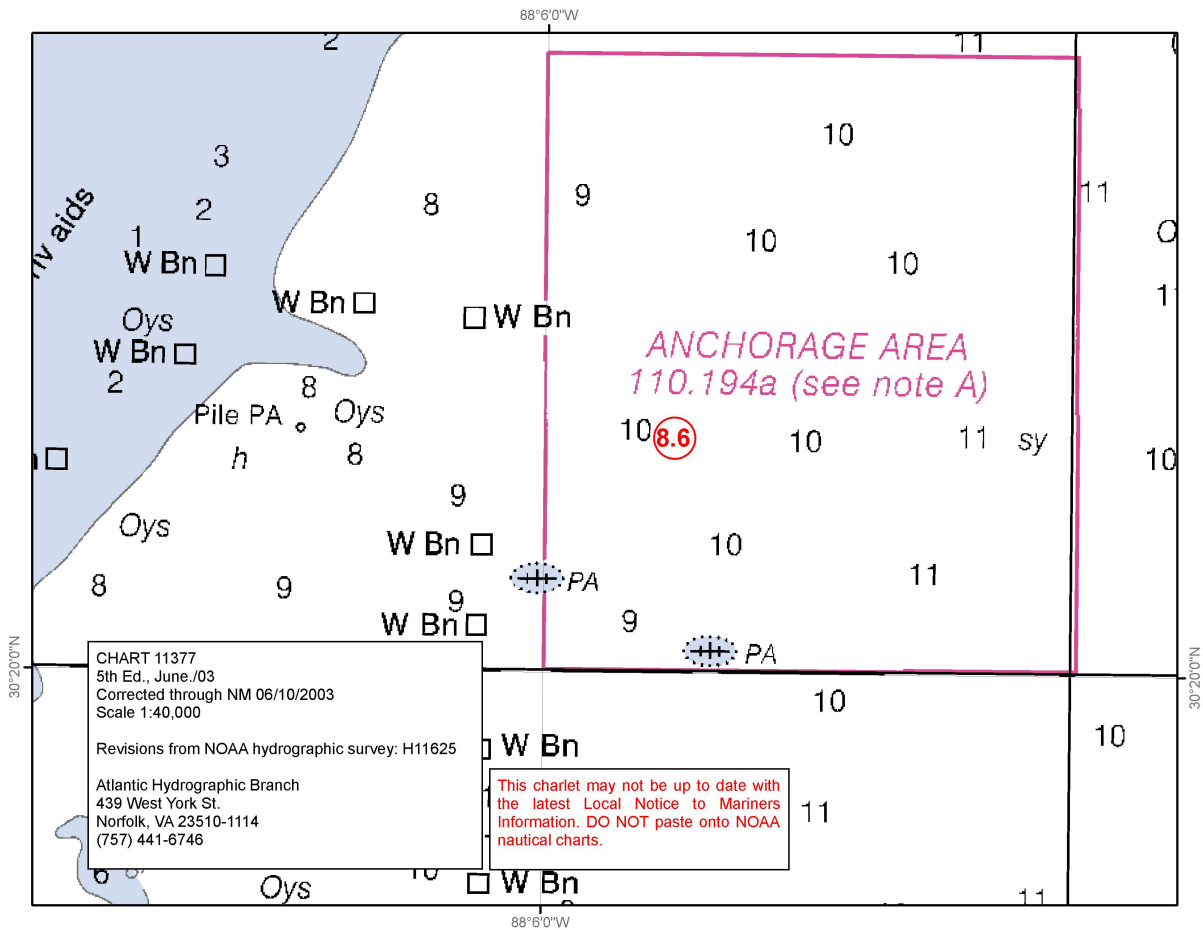 88°6'0"W
2
11
10
3
8
9
11
2
1
10
10
W Bn
W Bn
W Bn
Oys
ANCHORAGE AREA
110.194a (see note A)
W Bn
2
8
Oys
Pile PA
10
8.6
10
11
sy
h
8
10
9
Oys
W Bn
10
8
9
PA
11
9
9
W Bn
PA
30°20'0"N
30°20'0"N
CHART 11377
5th Ed., June./03
Corrected through NM 06/10/2003
Scale 1:40,000
Revisions from NOAA hydrographic survey: H11625
Atlantic Hydrographic Branch
439 West York St.
Norfolk, VA 23510-1114
(757) 441-6746
10
10
W Bn
This charlet may not be up to date with
the latest Local Notice to Mariners
Information. DO NOT paste onto NOAA
nautical charts.
11
6
10
Oys
W Bn
11
88°6'0"W